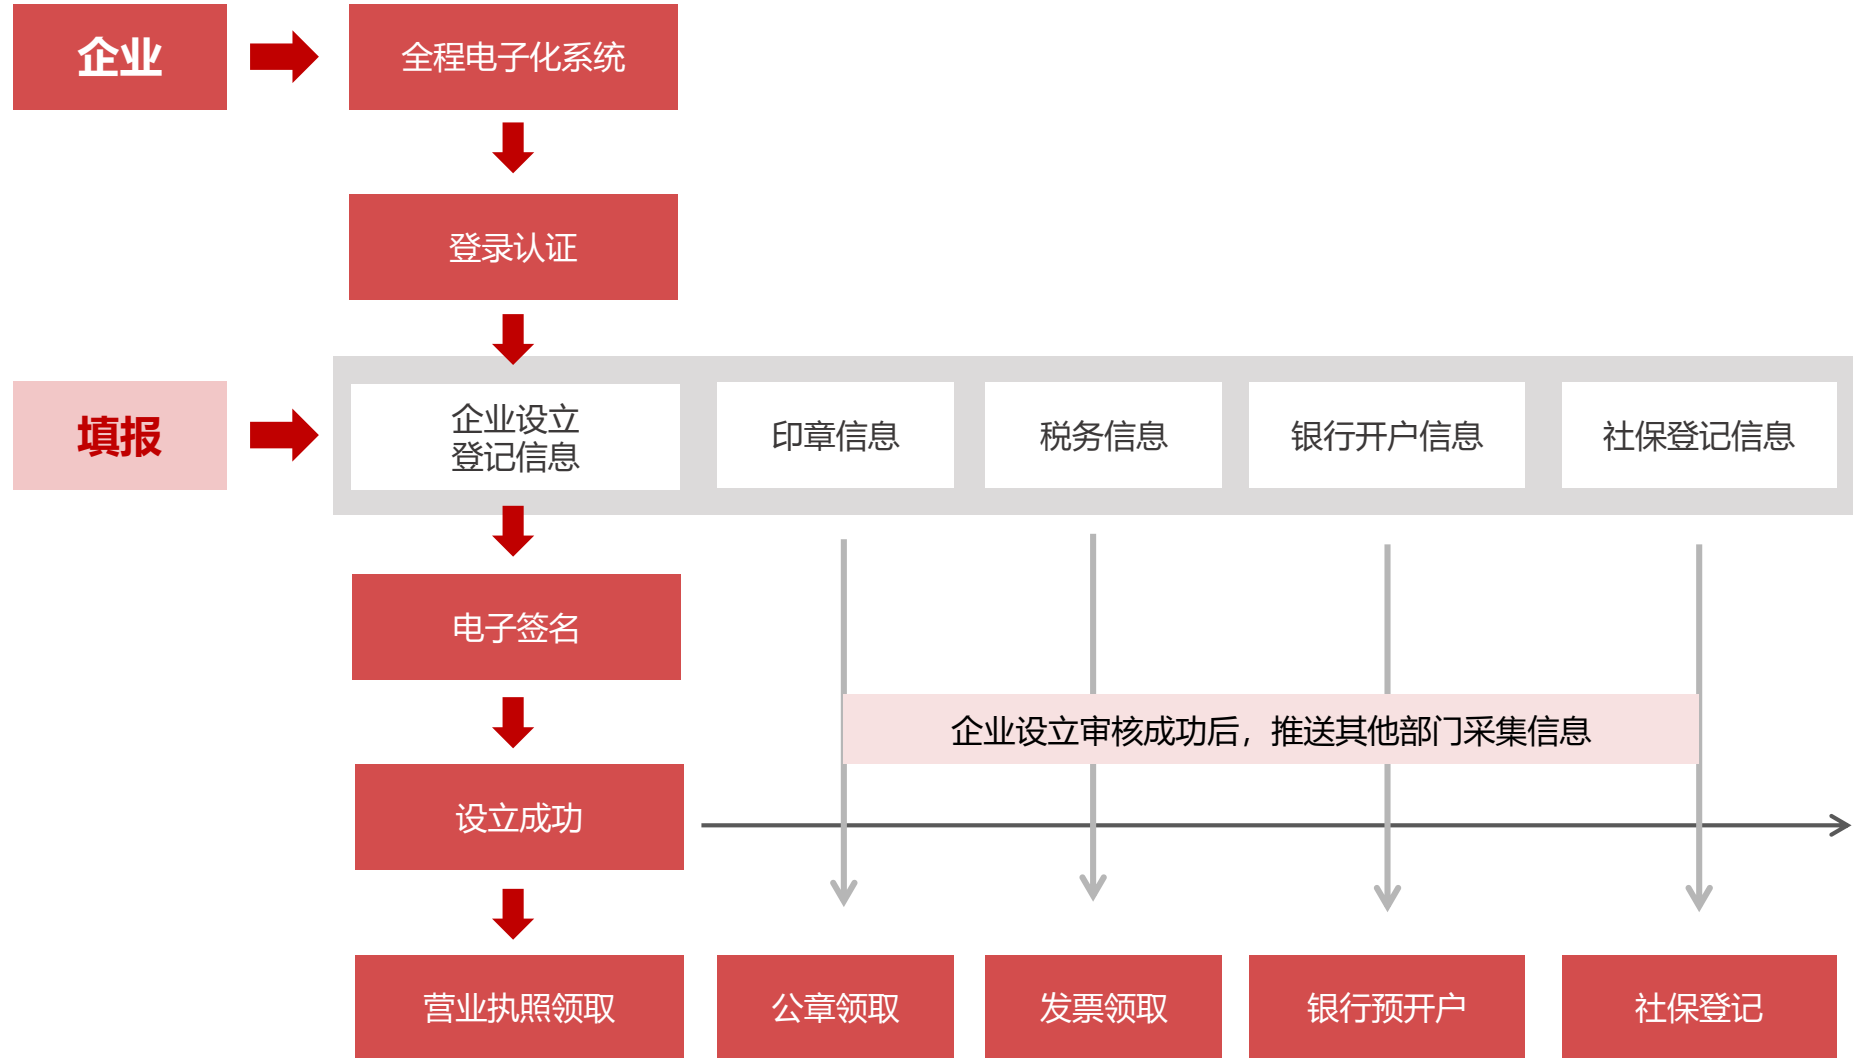 企业
全程电子化系统
登录认证
填报
企业设立
登记信息
印章信息
税务信息
银行开户信息
社保登记信息
电子签名
企业设立审核成功后，推送其他部门采集信息
设立成功
营业执照领取
公章领取
发票领取
银行预开户
社保登记